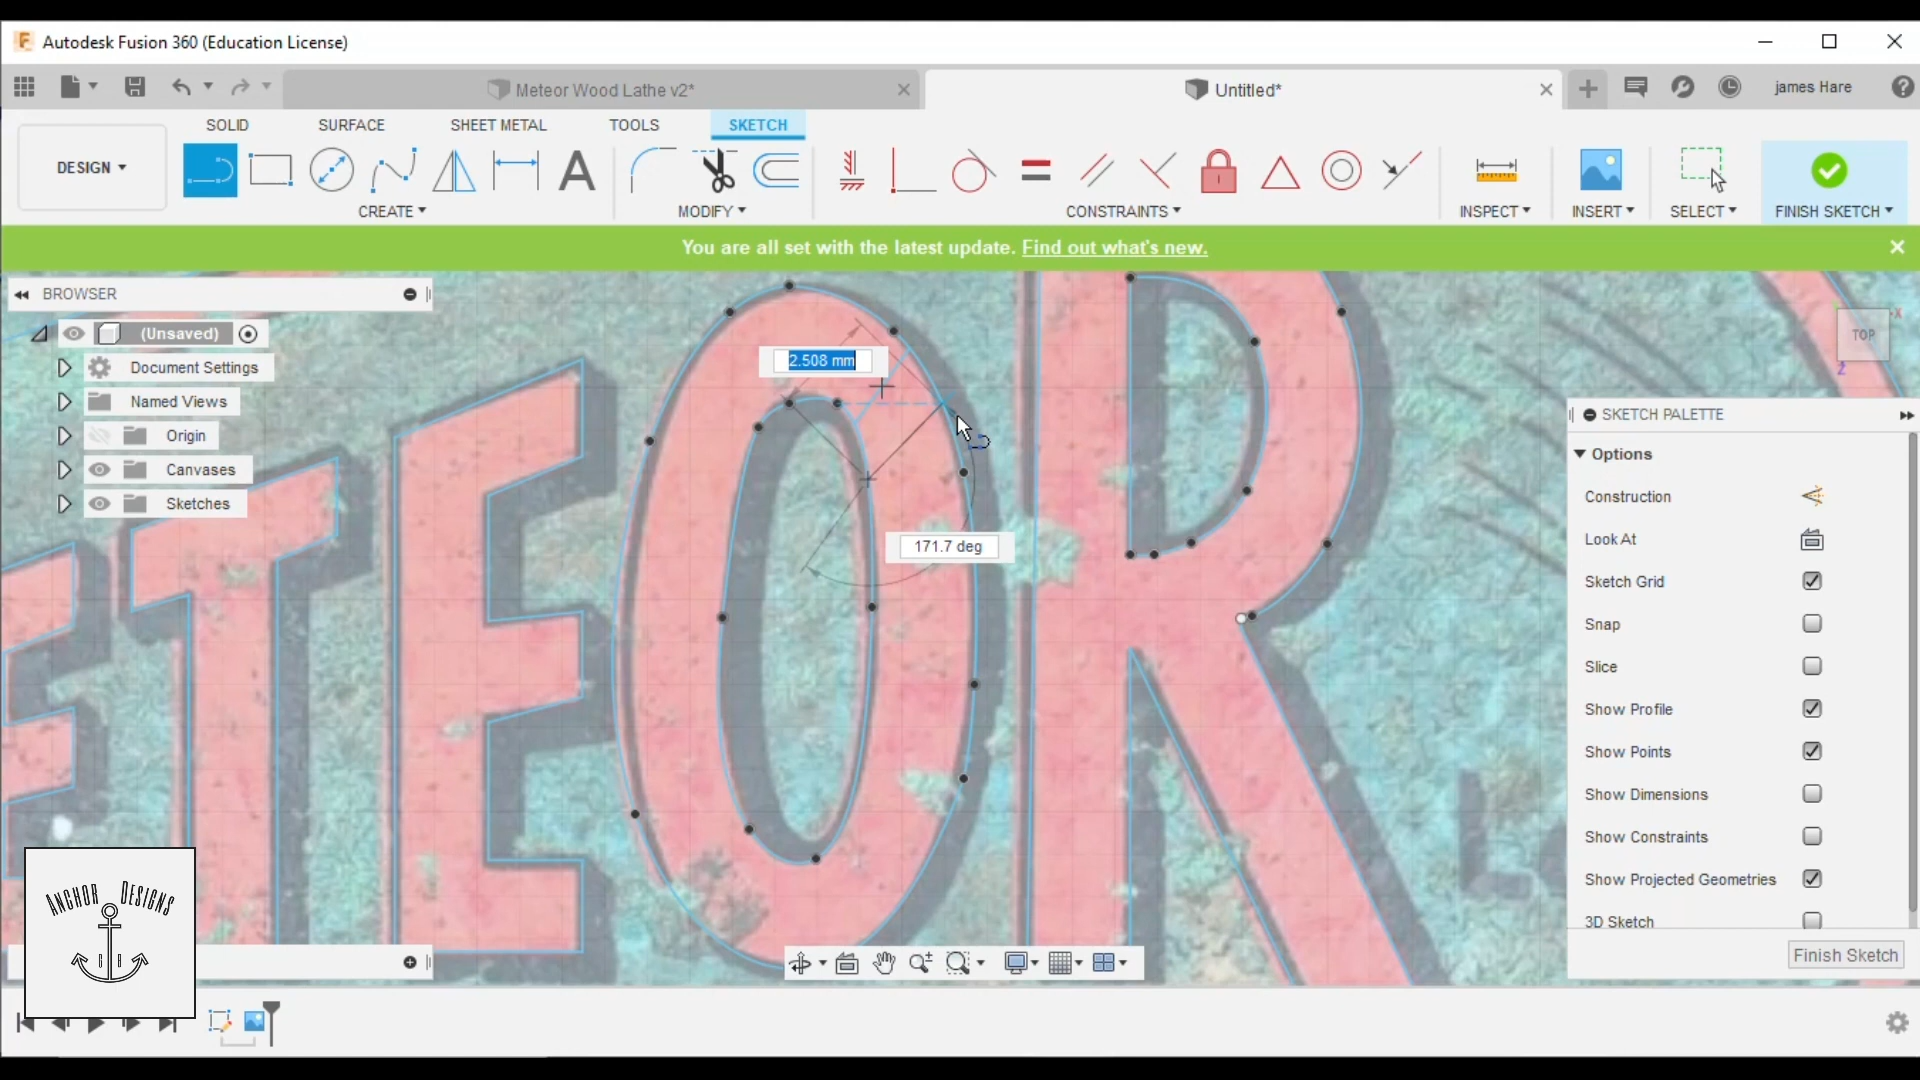 Autodesk Fusion 360 (Education License)
Meteor Wood Lathe v2*
Untitled*
james Hare
SOLID
SURFACE
SHEET METAL
TOOLS
SKETCH
DESIGN
CREATE
MODIFY
CONSTRAINTS
INSPECT
INSERT
SELECT
FINISH SKETCH
You are all set with the latest update. Find out what's new.
BROWSER
(Unsaved)
Document Settings
Named Views
Origin
Canvases
Sketches
2.508 mm
171.7 deg
ETEOR
TOP
X
Z
SKETCH PALETTE
Options
Construction
Look At
Sketch Grid
Snap
Slice
Show Profile
Show Points
Show Dimensions
Show Constraints
Show Projected Geometries
3D Sketch
Finish Sketch
ANCHOR DESIGNS